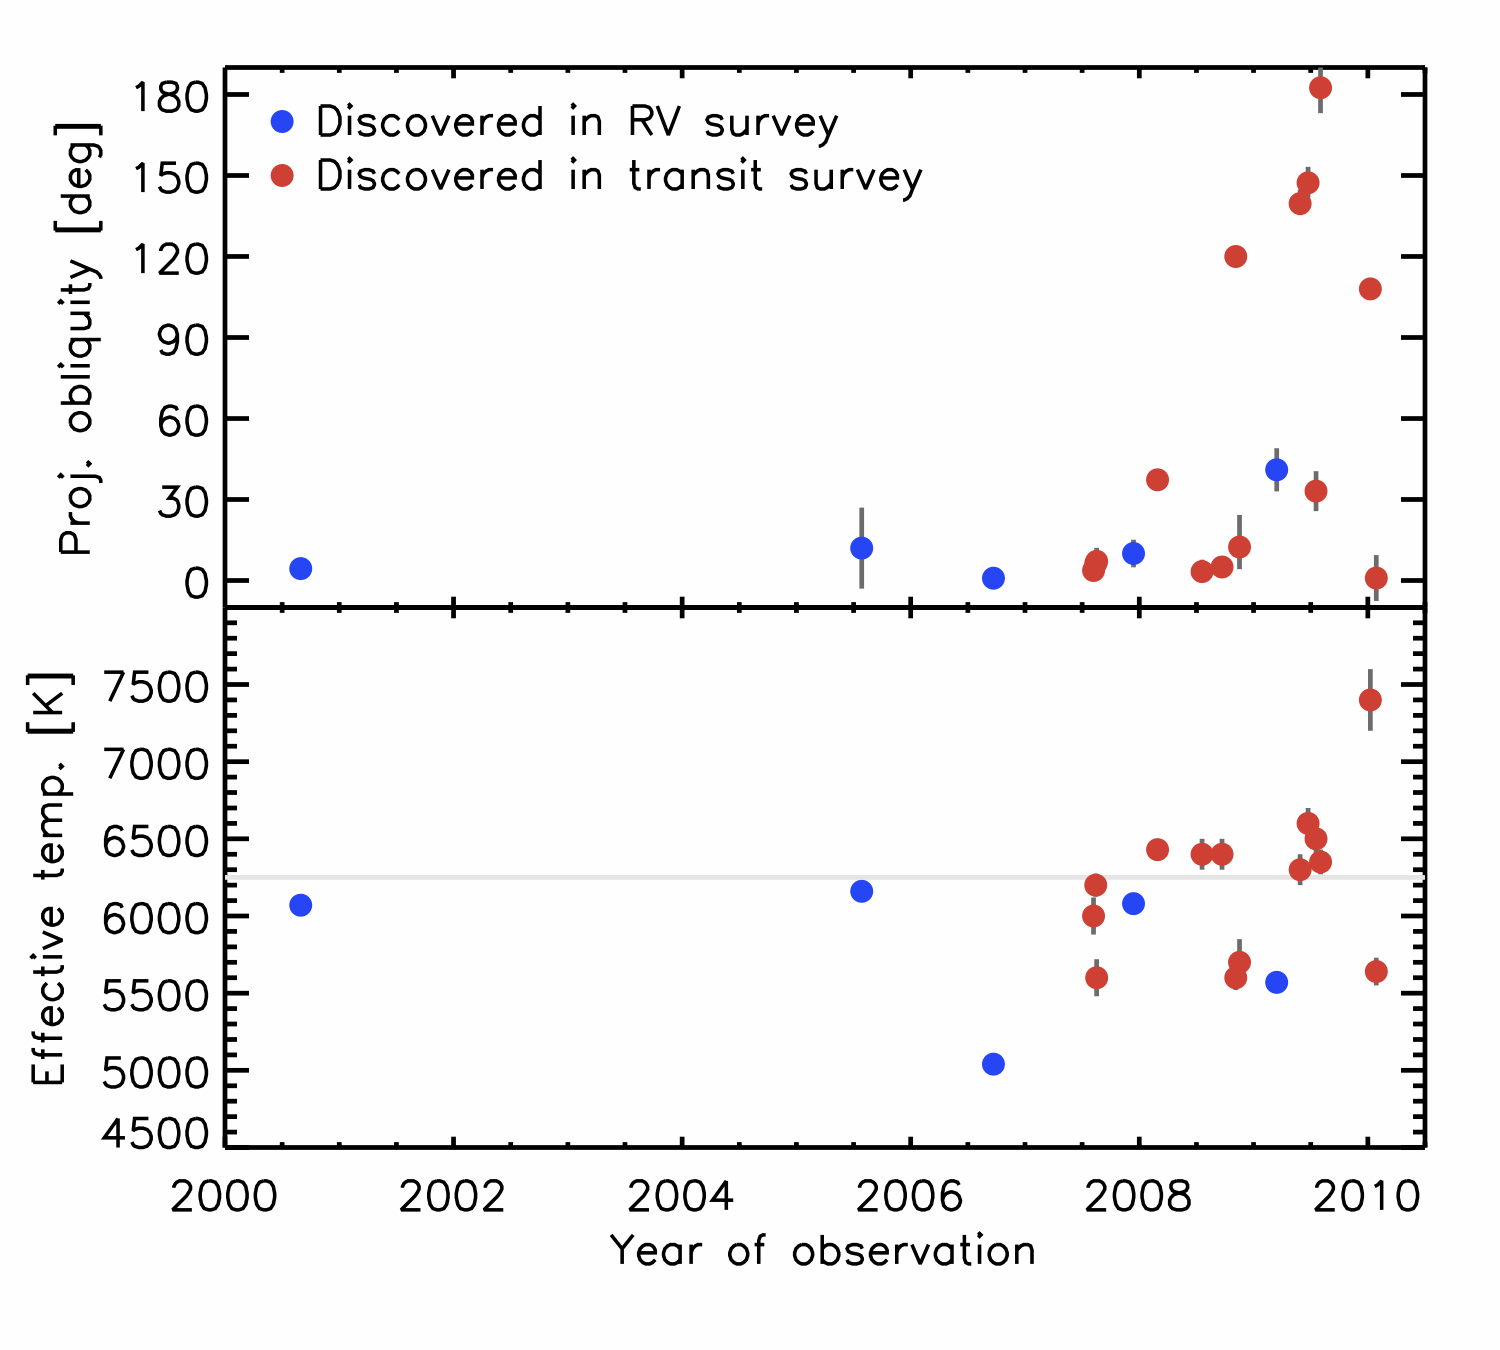 180
150
120
90
60
30
0
Proj. obliquity [deg]
Discovered in RV survey
Discovered in transit survey
7500
7000
6500
6000
5500
5000
4500
Effective temp. [K]
2000 2002 2004 2006 2008 2010
Year of observation